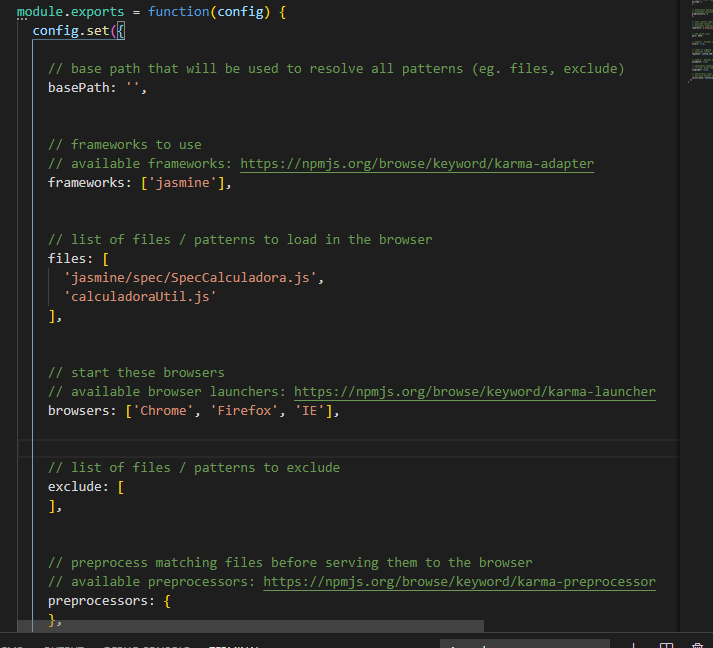 module.exports = function(config) {
config.set({
// base path that will be used to resolve all patterns (eg. files, exclude)
basePath: '',
// frameworks to use
// available frameworks: https://npmjs.org/browse/keyword/karma-adapter
frameworks: ['jasmine'],
// list of files / patterns to load in the browser
files: [
'jasmine/spec/SpecCalculadora.js',
'calculadoraUtil.js'
],
// start these browsers
// available browser launchers: https://npmjs.org/browse/keyword/karma-launcher
browsers: ['Chrome', 'Firefox', 'IE'],
// list of files / patterns to exclude
exclude: [
],
// preprocess matching files before serving them to the browser
// available preprocessors: https://npmjs.org/browse/keyword/karma-preprocessor
preprocessors: {
},